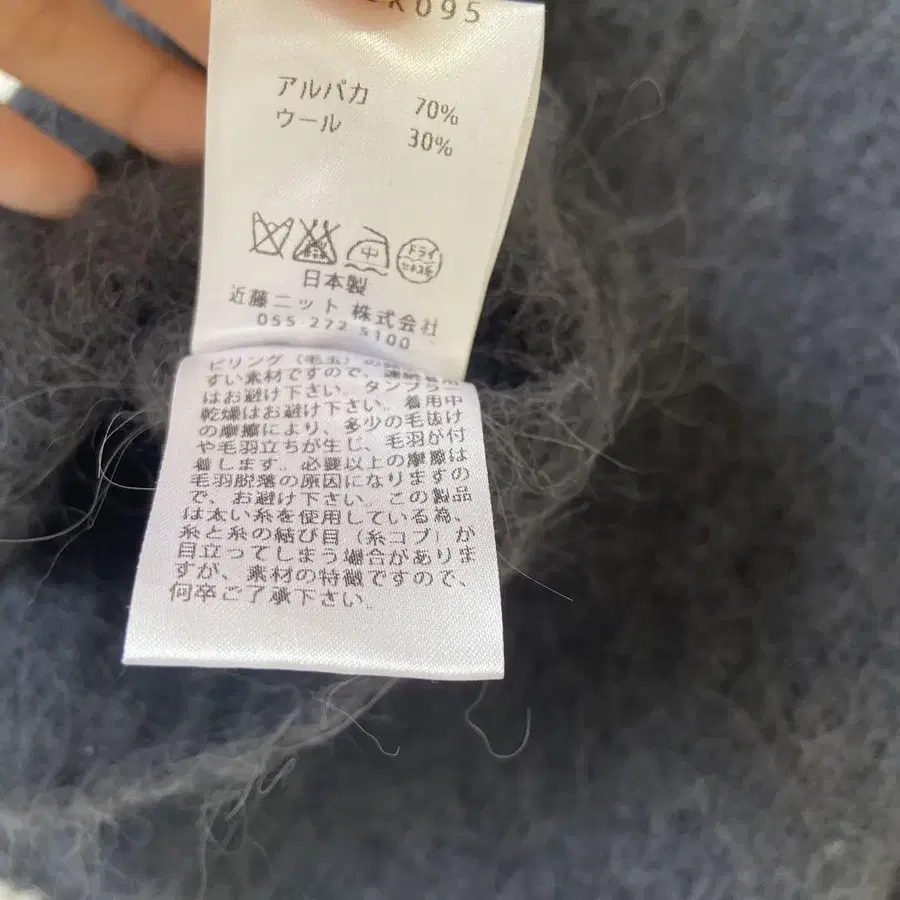 K095
アルパカ 70%
ウール 30%
中 ドライ
日本製
近藤ニット 株式会社
055-272 5100
ピリング(毛玉)の
すい素材ですので、タンブラー
はお避け下さい。着用中
乾燥はお避け下さい。
の摩擦により、多少の毛抜け
や毛羽立ちが生じ、毛羽が付
着します。必要以上の摩擦は
毛羽脱落の原因になりますの
で、お避け下さい。この製品
は太い糸を使用している為、
糸と糸の結び目(糸コブ)が
目立ってしまう場合がありま
すが、素材の特徴ですので、
何卒ご了承下さい。